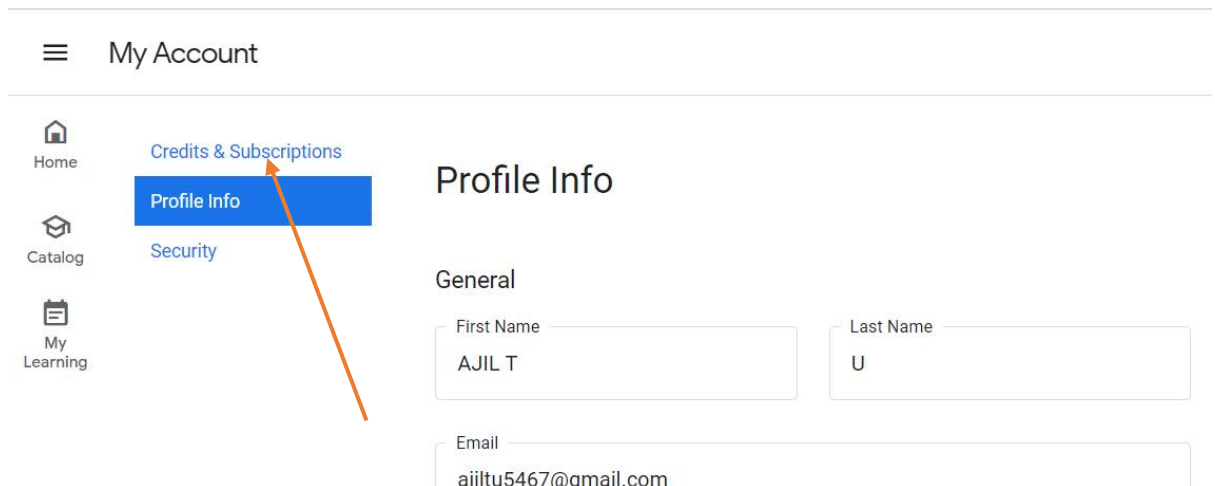 My Account
Home
Catalog
My
Learning
Credits & Subscriptions
Profile Info
Security
Profile Info
General
First Name
AJIL T
Last Name
U
Email
ajiltu5467@gmail.com